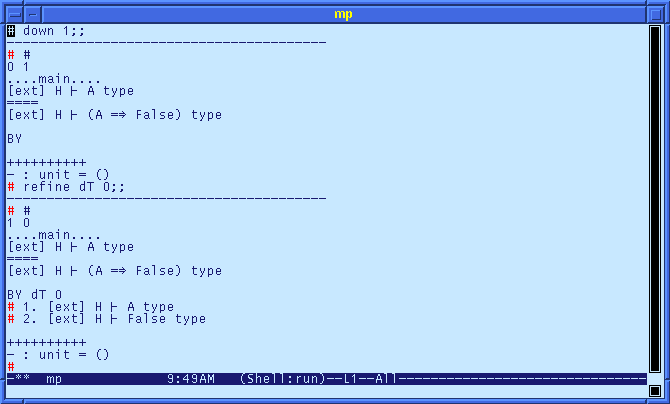 mp
# down 1;;
----------------------------------------
# #
0 1
....main....
[ext] H ⊢ A type
====
[ext] H ⊢ (A ⇒ False) type
BY
++++++++++
- : unit = ()
# refine dT 0;;
----------------------------------------
# #
1 0
....main....
[ext] H ⊢ A type
====
[ext] H ⊢ (A ⇒ False) type
BY dT 0
# 1. [ext] H ⊢ A type
# 2. [ext] H ⊢ False type
++++++++++
- : unit = ()
#
-** mp 9:49AM (Shell:run)--L1--All-------------------------------